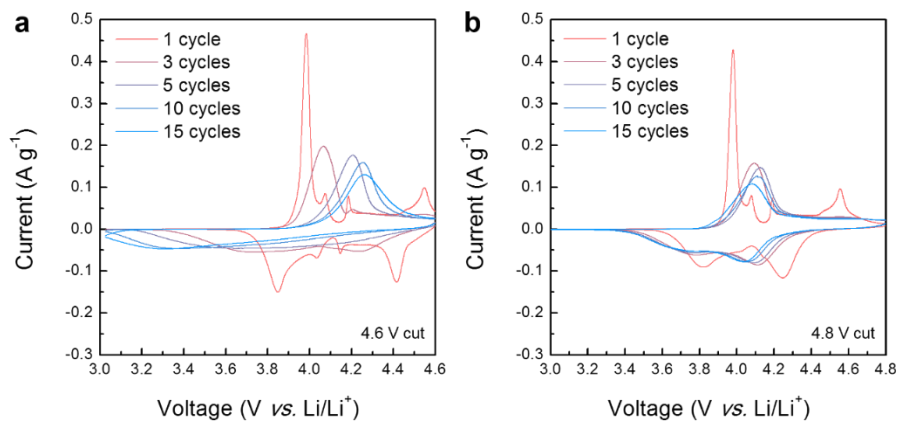 a
0.5
0.4
0.3
0.2
0.1
0.0
-0.1
-0.2
-0.3
Current (A g⁻¹)
1 cycle
3 cycles
5 cycles
10 cycles
15 cycles
4.6 V cut
3.0 3.2 3.4 3.6 3.8 4.0 4.2 4.4 4.6
Voltage (V vs. Li/Li⁺)
b
0.5
0.4
0.3
0.2
0.1
0.0
-0.1
-0.2
-0.3
Current (A g⁻¹)
1 cycle
3 cycles
5 cycles
10 cycles
15 cycles
4.8 V cut
3.0 3.2 3.4 3.6 3.8 4.0 4.2 4.4 4.6 4.8
Voltage (V vs. Li/Li⁺)